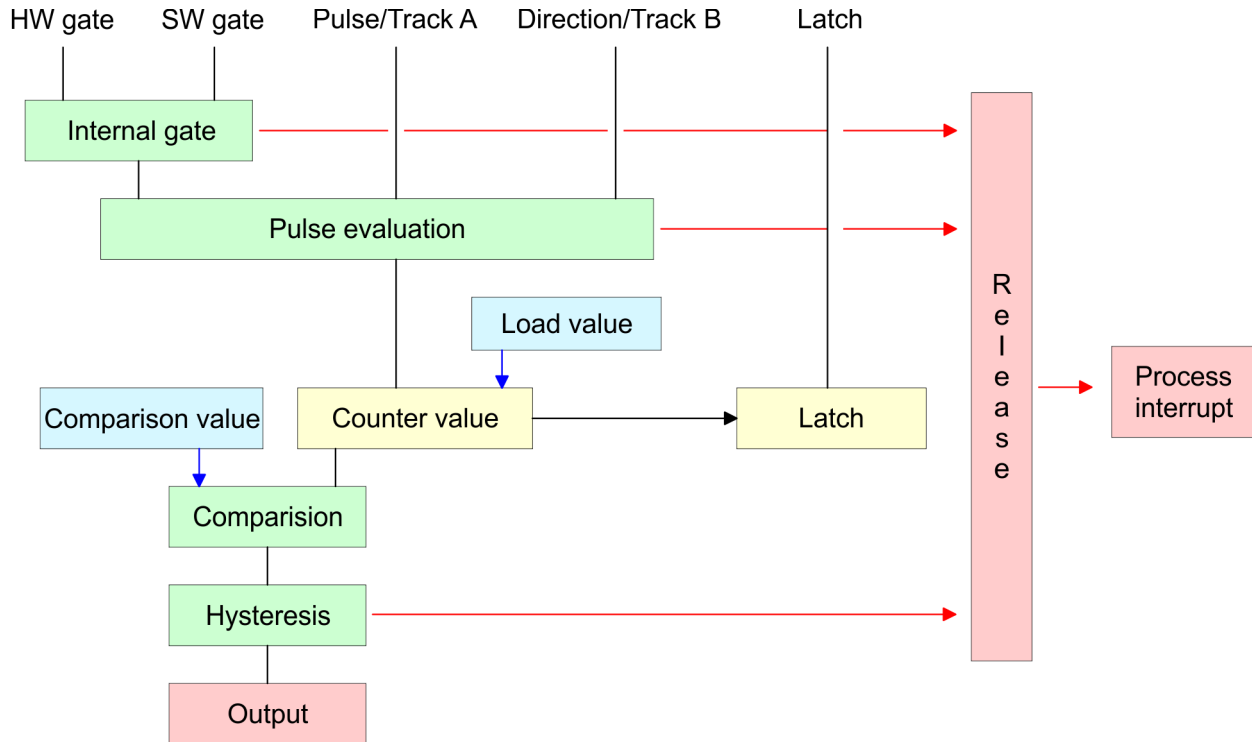 HW gate
SW gate
Pulse/Track A
Direction/Track B
Latch
Internal gate
Pulse evaluation
Load value
Comparison value
Counter value
Latch
Release
Process
interrupt
Comparision
Hysteresis
Output